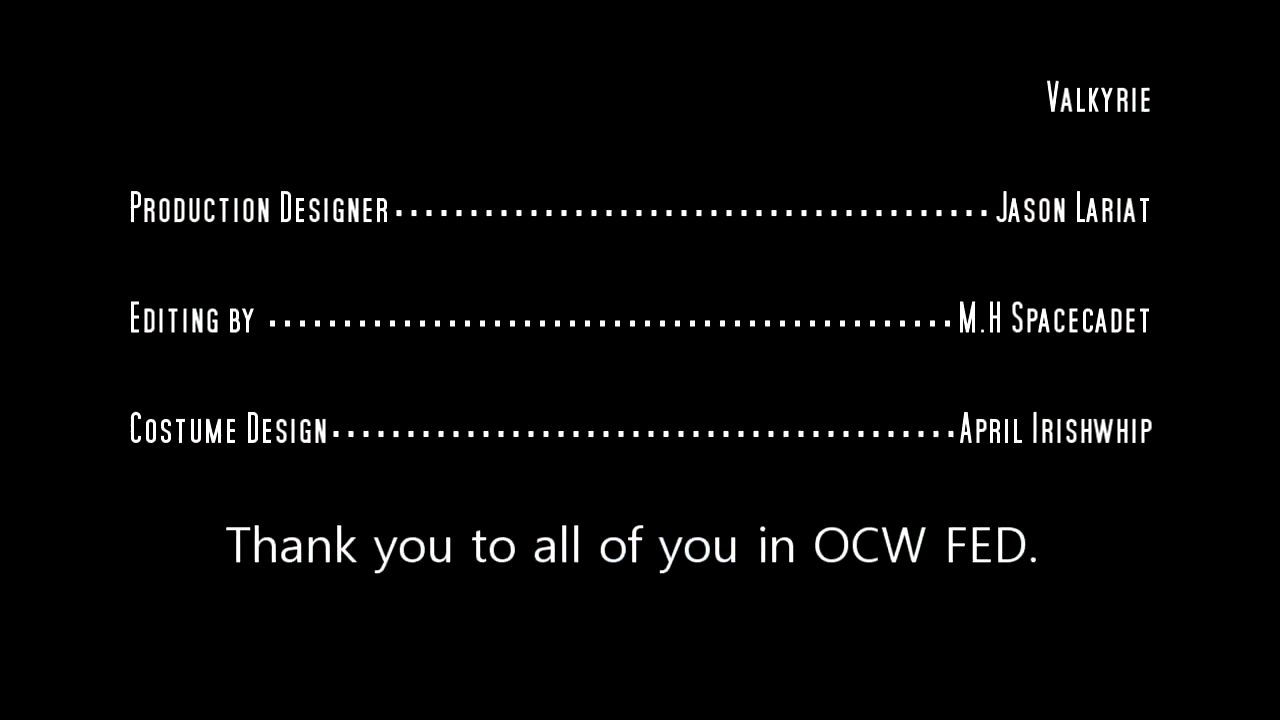 Valkyrie
Production Designer........................................Jason Lariat
Editing by ..............................................M.H Spacecadet
Costume Design..........................................April Irishwhip
Thank you to all of you in OCW FED.